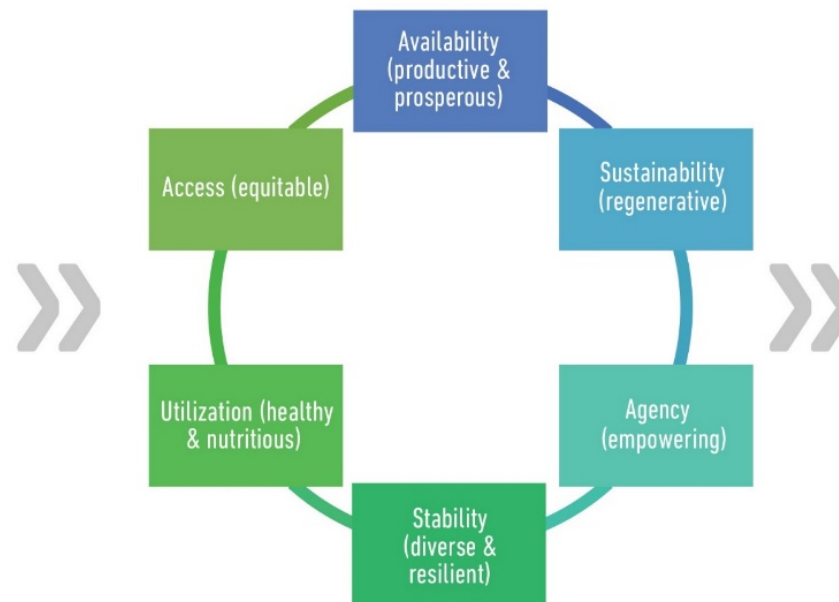 Availability
(productive &
prosperous)
Sustainability
(regenerative)
Agency
(empowering)
Stability
(diverse &
resilient)
Utilization (healthy
& nutritious)
Access (equitable)